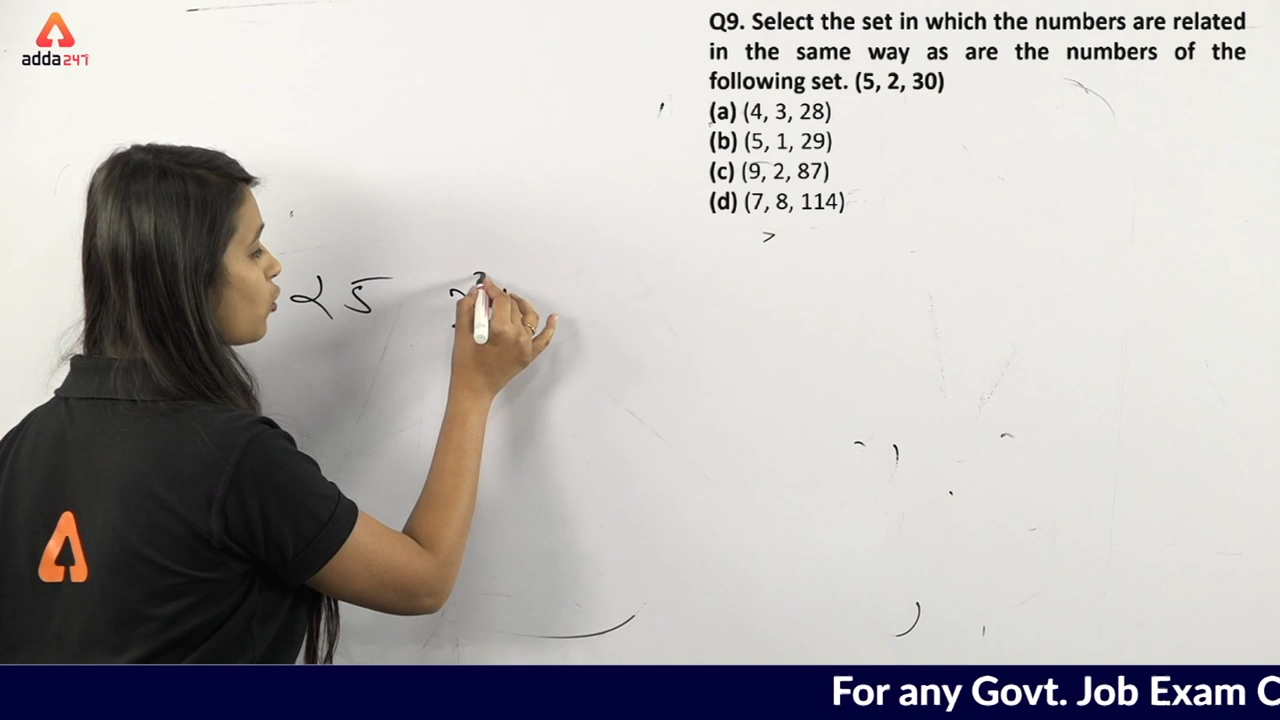 adda247
Q9. Select the set in which the numbers are related
in the same way as are the numbers of the
following set. (5, 2, 30)
(a) (4, 3, 28)
(b) (5, 1, 29)
(c) (9, 2, 87)
(d) (7, 8, 114)
25
For any Govt. Job Exam C